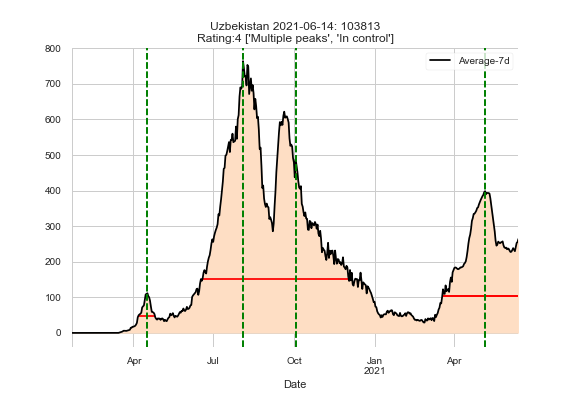 Uzbekistan 2021-06-14: 103813
Rating:4 ['Multiple peaks', 'In control']
Average-7d
800
700
600
500
400
300
200
100
0
Apr
Jul
Oct
Jan
2021
Apr
Date